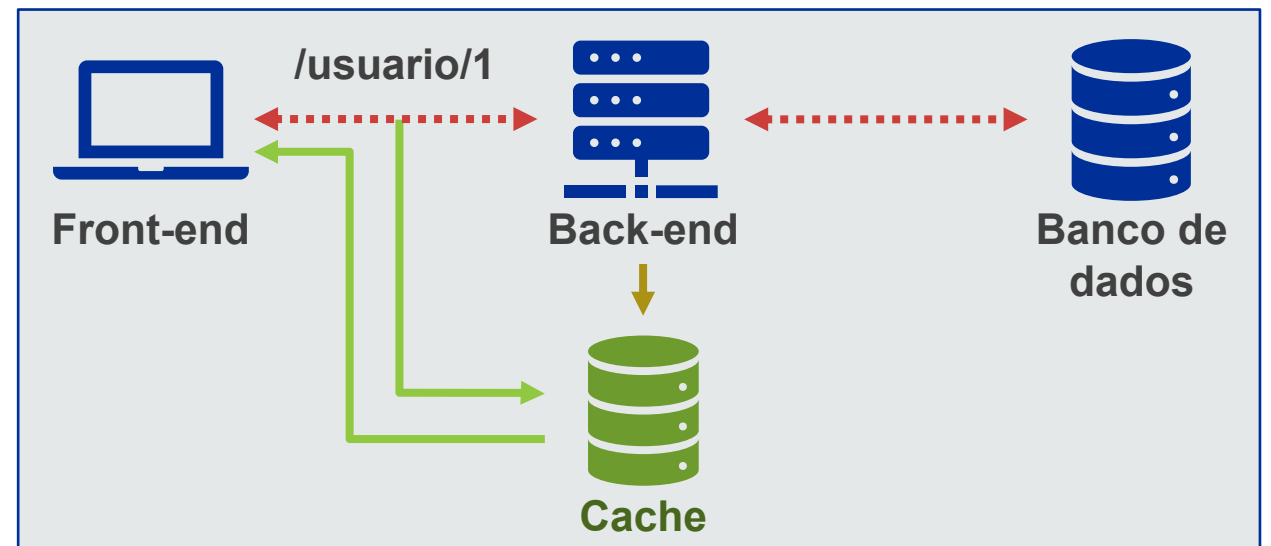 /usuario/1
Front-end
Back-end
Banco de
dados
Cache